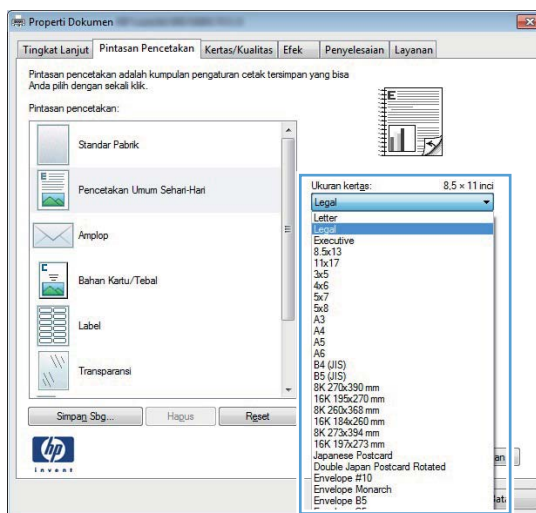 Properti Dokumen
Tingkat Lanjut Pintasan Pencetakan Kertas/Kualitas Efek Penyelesaian Layanan
Pintasan pencetakan adalah kumpulan pengaturan cetak tersimpan yang bisa
Anda pilih dengan sekali klik.
Pintasan pencetakan:
Standar Pabrik
Pencetakan Umum Sehari-Hari
Amplop
Bahan Kartu/Tebal
Label
Transparansi
Simpan Sbg... Hapus Reset
hp
invent
Ukuran kertas: 8,5 × 11 inci
Legal
Letter
Legal
Executive
8.5x13
11x17
3x5
4x6
5x7
5x8
A3
A4
A5
A6
B4 (JIS)
B5 (JIS)
8K 270x390 mm
16K 195x270 mm
8K 260x368 mm
16K 184x260 mm
8K 273x394 mm
16K 197x273 mm
Japanese Postcard
Double Japan Postcard Rotated
Envelope #10
Envelope Monarch
Envelope B5